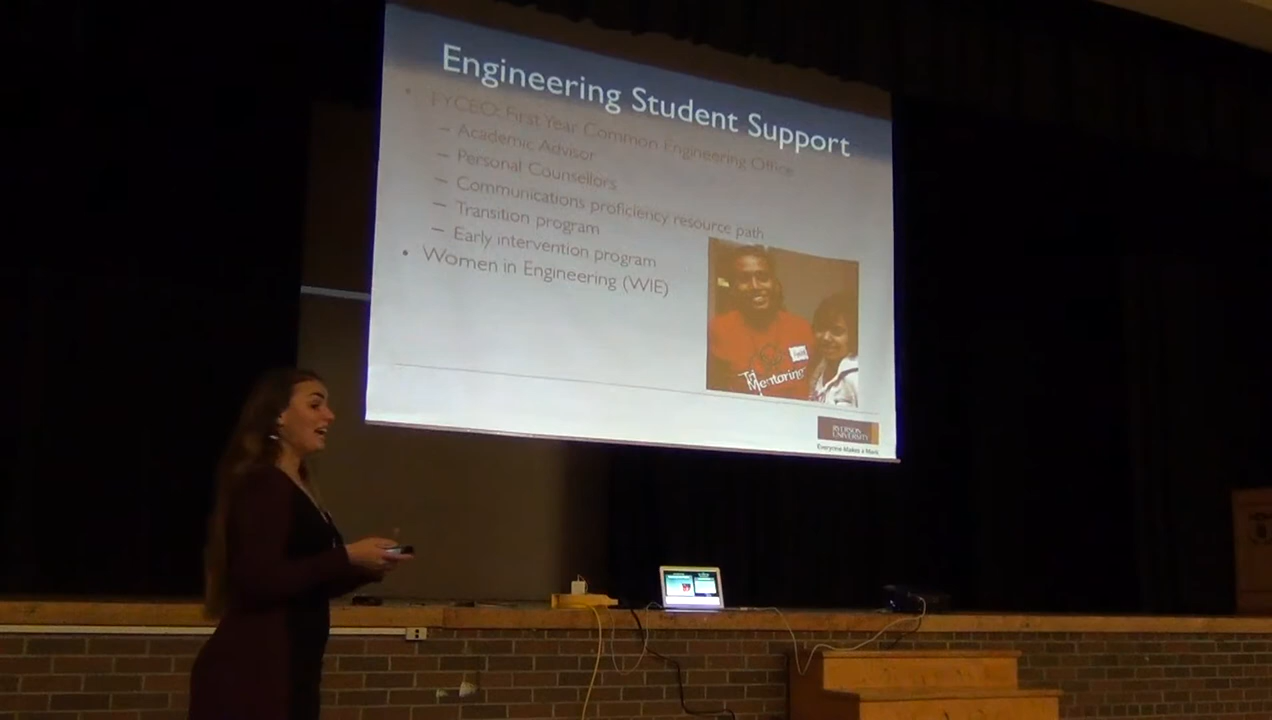 Engineering Student Support
• FYCEO: First Year Common Engineering Office
– Academic Advisor
– Personal Counsellors
– Communications proficiency resource path
– Transition program
– Early intervention program
• Women in Engineering (WIE)
Tri
Mentoring
RYERSON
UNIVERSITY
Everyone Makes a Mark